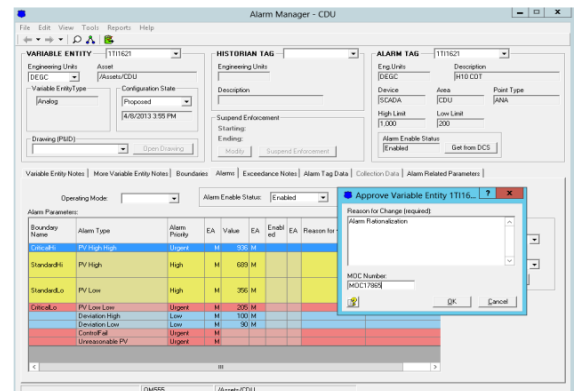 Alarm Manager - CDU
File Edit View Tools Reports Help
VARIABLE ENTITY 1TI1621
Engineering Units Asset
DEGC /Assets/CDU
Variable EntityType
Analog
Configuration State
Proposed
4/8/2013 3:55 PM
Drawing (PMD)
Open Drawing
HISTORIAN TAG
Engineering Units
Description
Suspend Enforcement
Starting:
Ending:
Modify Suspend Enforcement
ALARM TAG 1TI1621
Eng.Units Description
DEGC H10 COT
Device Area Point Type
SCADA CDU ANA
High Limit Low Limit
1,000 200
Alarm Enable Status
Enabled Get from DCS
Variable Entity Notes More Variable Entity Notes Boundaries Alarms Exceedance Notes Alarm Tag Data Collection Data Alarm Related Parameters
Operating Mode: Alarm Enable Status: Enabled
Alarm Parameters:
Boundary Name Alarm Type Alarm Priority EA Value EA Enabl ed EA Reason for
CriticalHi PV High High Urgent M 936 M
StandardHi PV High High M 689 M
StandardLo PV Low High M 356 M
CriticalLo PV Low Low Urgent M 205 M
Deviation High Low M 100 M
Deviation Low Low M 90 M
ControlFail Urgent M
Unreasonable PV Urgent M
Approve Variable Entity 1TI16... ? x
Reason for Change (required):
Alarm Rationalization
MOC Number:
MOC17865
OK Cancel
OM555 /Assets/CDU